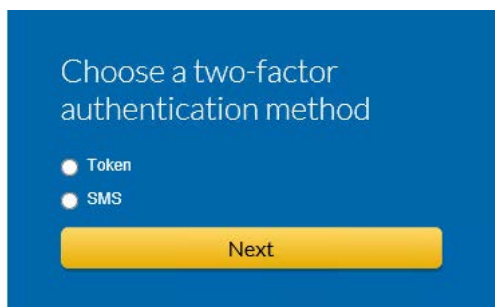 Choose a two-factor
authentication method
Token
SMS
Next